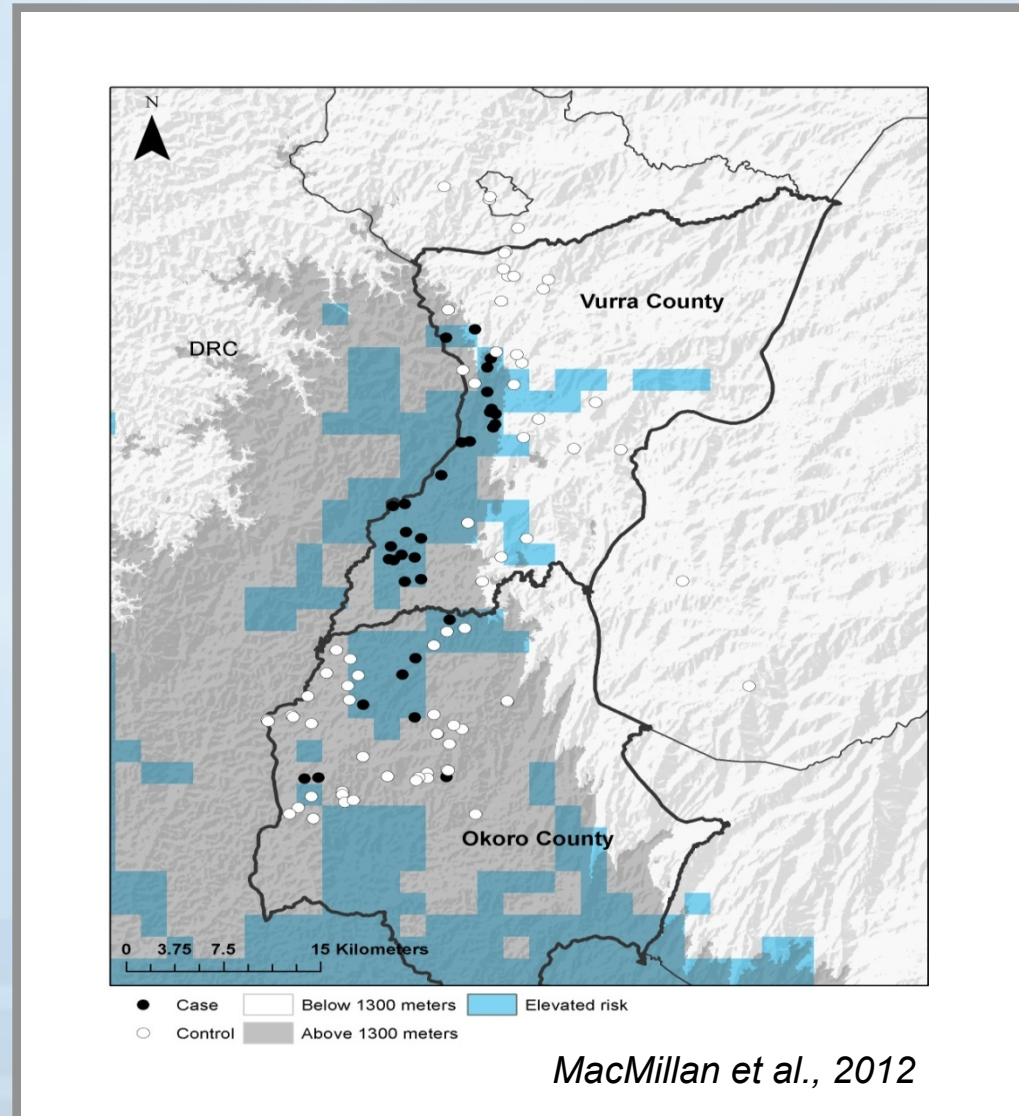 N
Vurra County
DRC
Okoro County
0 3.75 7.5 15 Kilometers
Case Below 1300 meters Elevated risk
Control Above 1300 meters
MacMillan et al., 2012